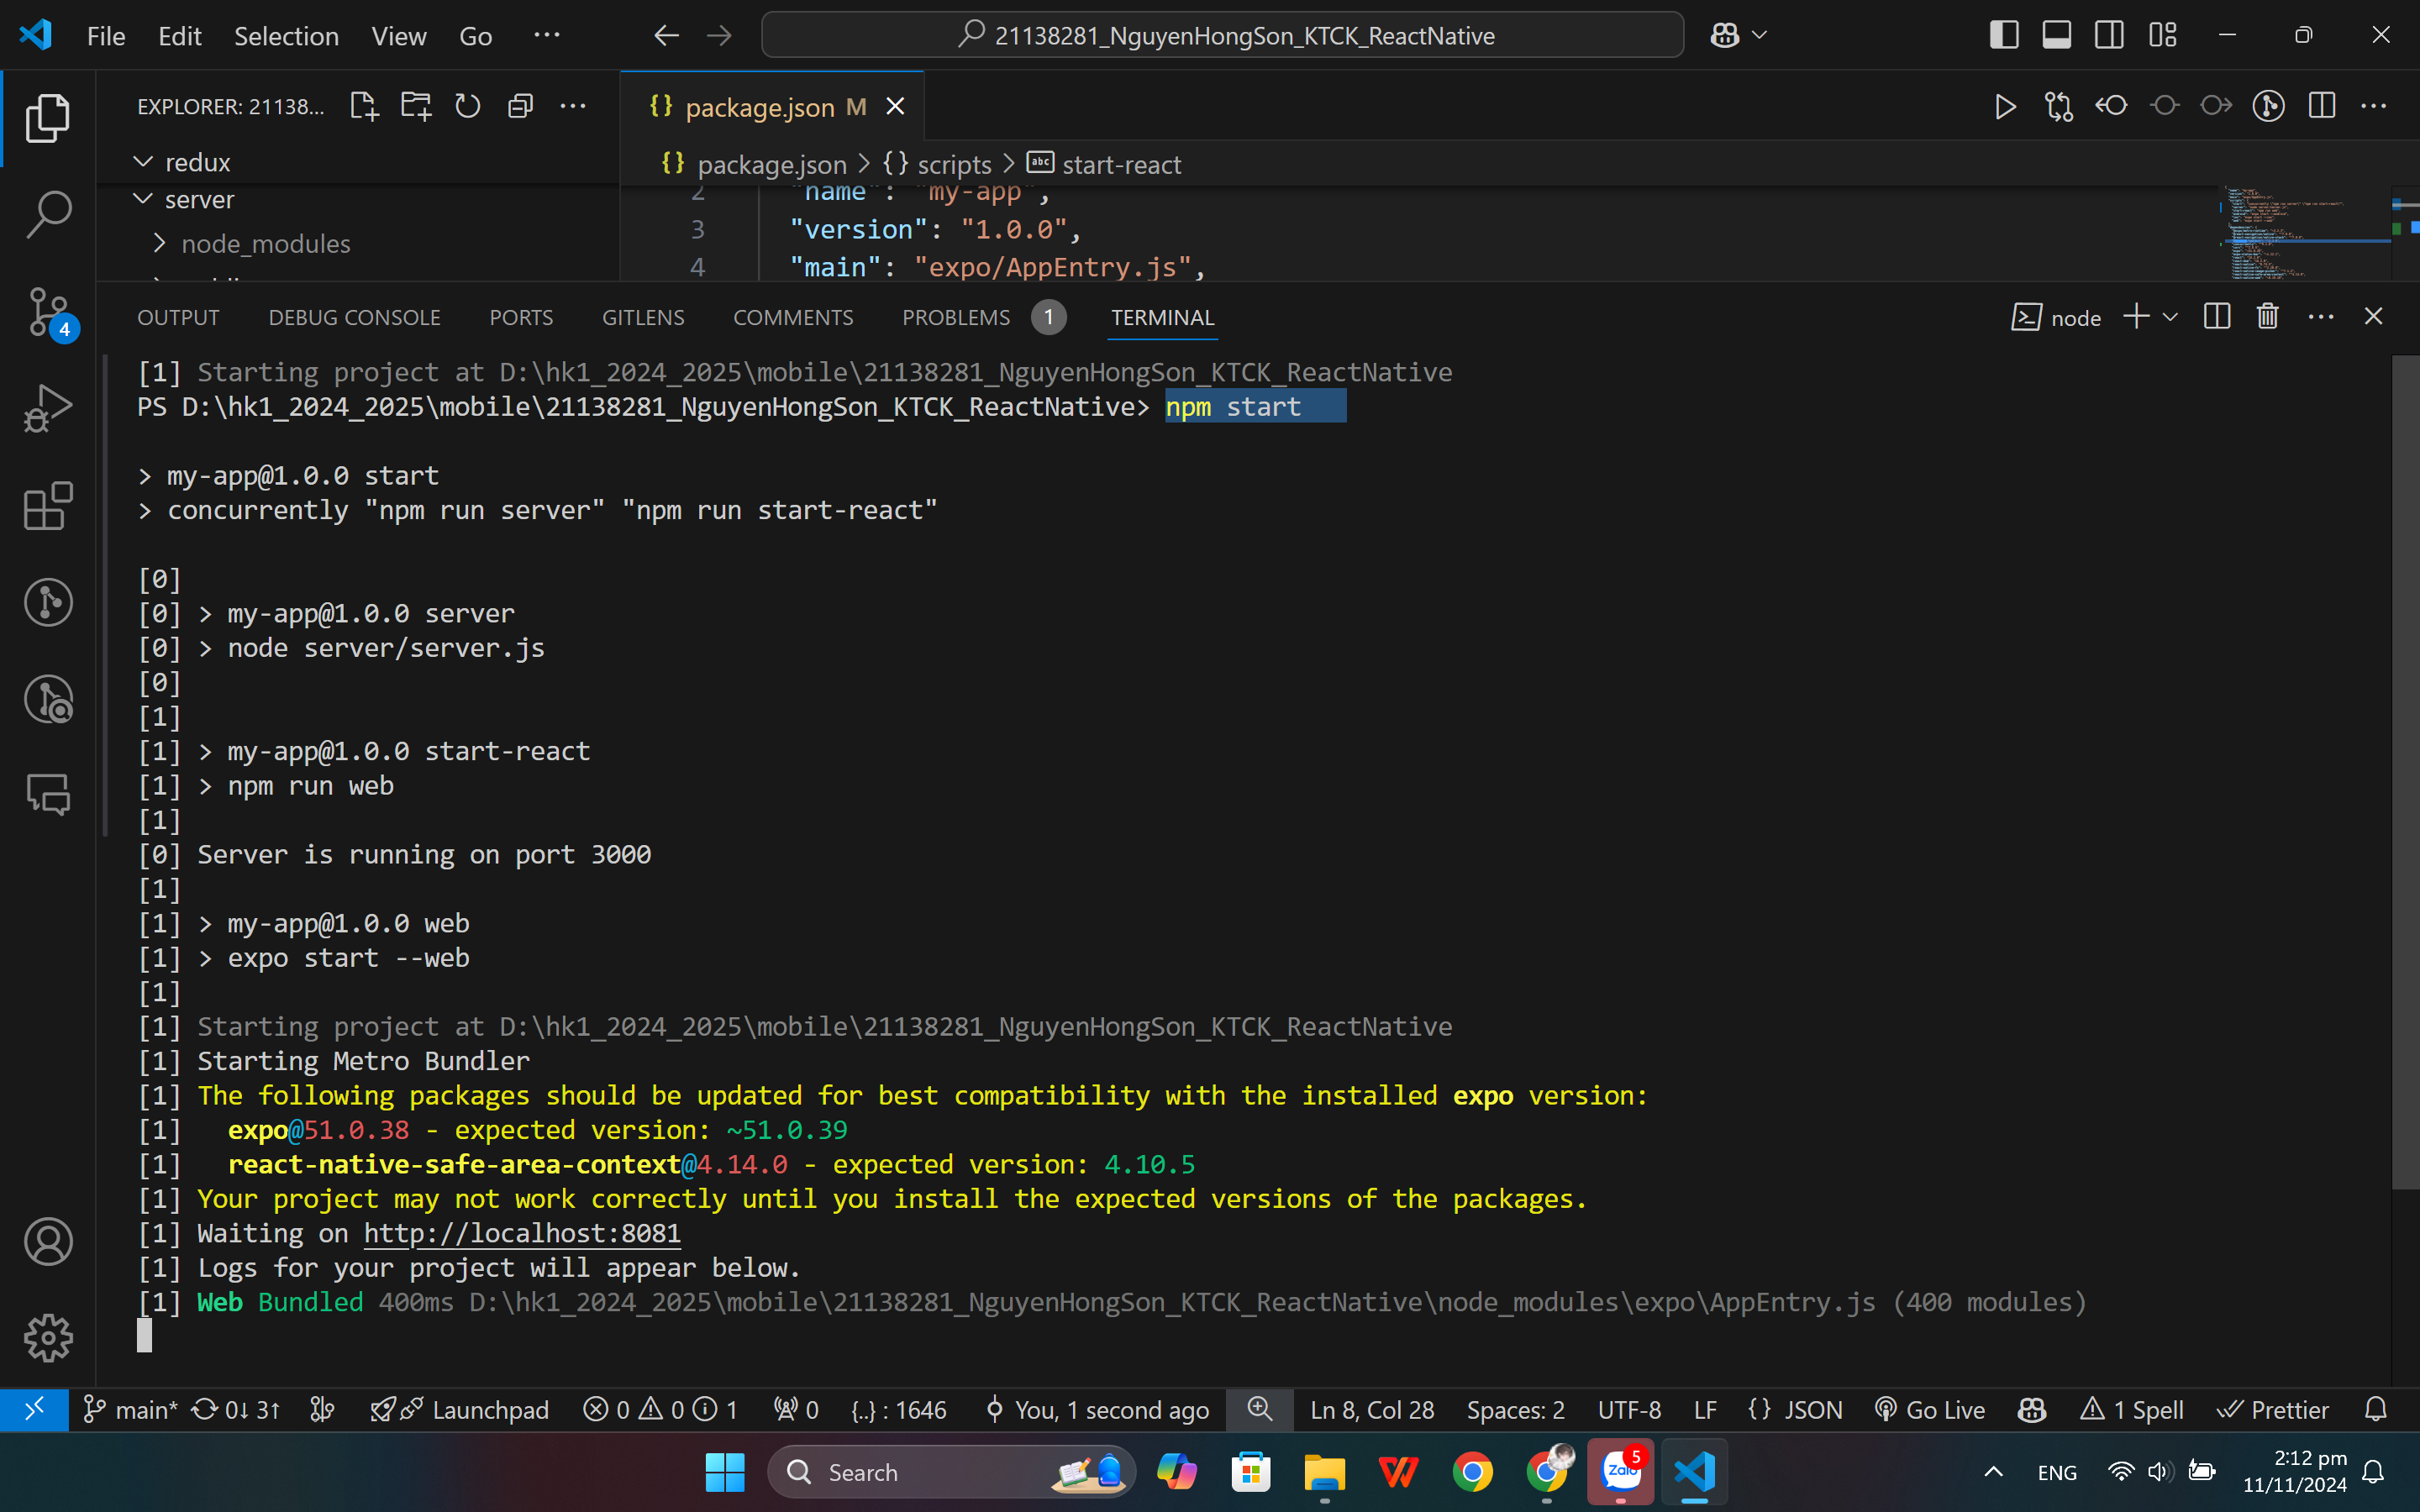 File Edit Selection View Go ··· 21138281_NguyenHongSon_KTCK_ReactNative
EXPLORER: 21138...
redux
server
node_modules
package.json M
package.json > {} scripts > abc start-react
2 "name": "my-app",
3 "version": "1.0.0",
4 "main": "expo/AppEntry.js",
OUTPUT DEBUG CONSOLE PORTS GITLENS COMMENTS PROBLEMS 1 TERMINAL node
4
[1] Starting project at D:\hk1_2024_2025\mobile\21138281_NguyenHongSon_KTCK_ReactNative
PS D:\hk1_2024_2025\mobile\21138281_NguyenHongSon_KTCK_ReactNative> npm start
> my-app@1.0.0 start
> concurrently "npm run server" "npm run start-react"
[0]
[0] > my-app@1.0.0 server
[0] > node server/server.js
[0]
[1]
[1] > my-app@1.0.0 start-react
[1] > npm run web
[1]
[0] Server is running on port 3000
[1]
[1] > my-app@1.0.0 web
[1] > expo start --web
[1]
[1] Starting project at D:\hk1_2024_2025\mobile\21138281_NguyenHongSon_KTCK_ReactNative
[1] Starting Metro Bundler
[1] The following packages should be updated for best compatibility with the installed expo version:
[1]   expo@51.0.38 - expected version: ~51.0.39
[1]   react-native-safe-area-context@4.14.0 - expected version: 4.10.5
[1] Your project may not work correctly until you install the expected versions of the packages.
[1] Waiting on http://localhost:8081
[1] Logs for your project will appear below.
[1] Web Bundled 400ms D:\hk1_2024_2025\mobile\21138281_NguyenHongSon_KTCK_ReactNative\node_modules\expo\AppEntry.js (400 modules)
main* 0↓ 3↑ Launchpad 0 0 1 0 {..} : 1646 You, 1 second ago Ln 8, Col 28 Spaces: 2 UTF-8 LF {} JSON Go Live 1 Spell Prettier
Search Zalo 5 ENG 2:12 pm
11/11/2024